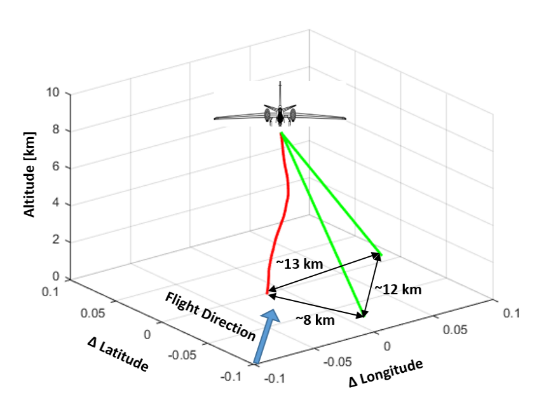 10
8
6
4
2
0
Altitude [km]
0.1
0.05
0
-0.05
-0.1
Δ Latitude
-0.1
-0.05
0
0.05
0.1
Δ Longitude
Flight Direction
~13 km
~12 km
~8 km